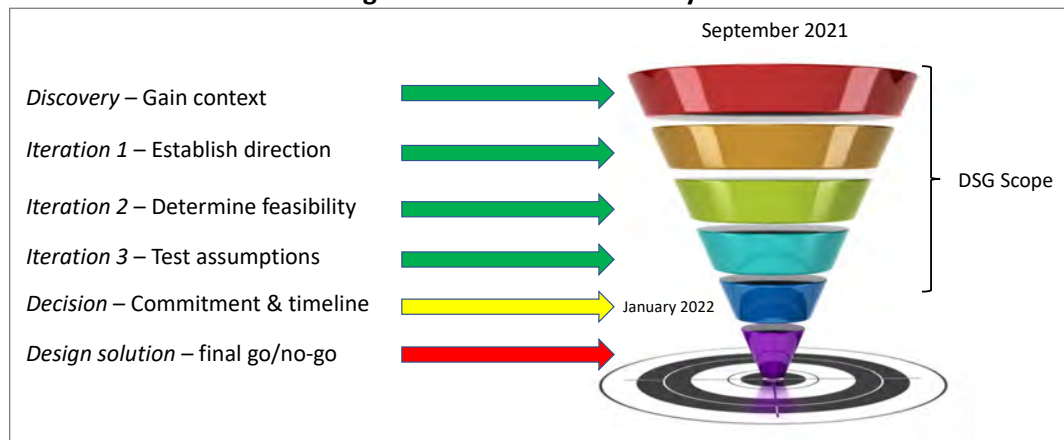 September 2021
Discovery – Gain context
Iteration 1 – Establish direction
DSG Scope
Iteration 2 – Determine feasibility
Iteration 3 – Test assumptions
Decision – Commitment & timeline
January 2022
Design solution – final go/no-go